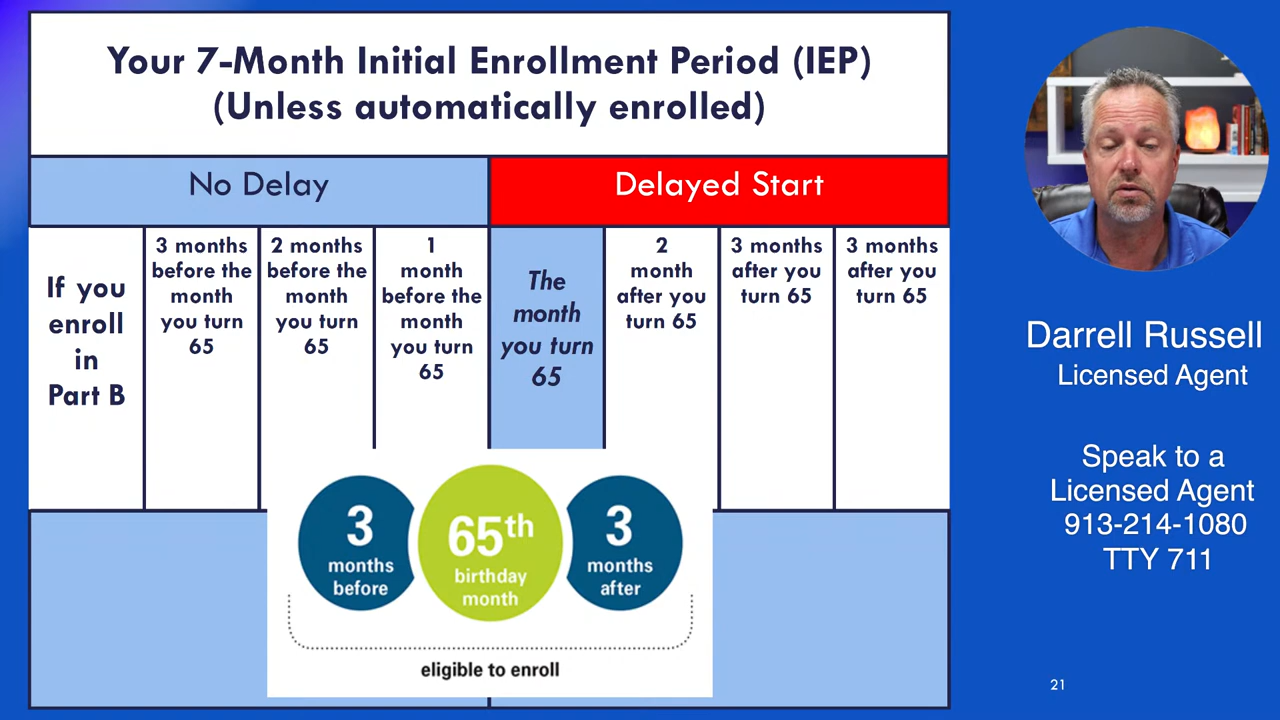 Your 7-Month Initial Enrollment Period (IEP)
(Unless automatically enrolled)
No Delay
Delayed Start
If you
enroll
in
Part B
3 months
before the
month
you turn
65
2 months
before the
month
you turn
65
1
month
before the
month
you turn
65
The
month
you turn
65
2
month
after you
turn 65
3 months
after you
turn 65
3 months
after you
turn 65
3
months
before
65th
birthday
month
3
months
after
eligible to enroll
Darrell Russell
Licensed Agent
Speak to a
Licensed Agent
913-214-1080
TTY 711
21